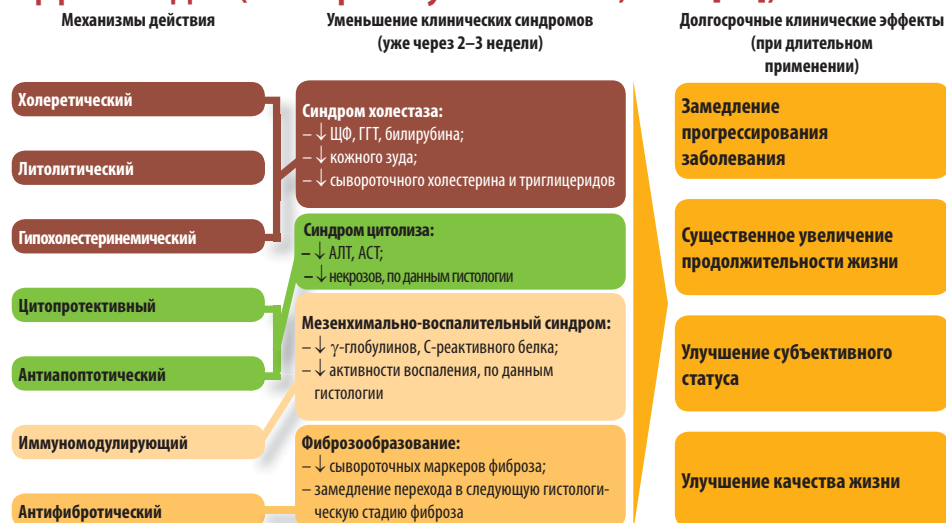 Механизмы действия
Уменьшение клинических синдромов
(уже через 2–3 недели)
Долгосрочные клинические эффекты
(при длительном
применении)
Холеретический
Литолитический
Гипохолестеринемический
Цитопротективный
Антиапоптотический
Иммуномодулирующий
Антифибротический
Синдром холестаза:
– ↓ ЩФ, ГГТ, билирубина;
– ↓ кожного зуда;
– ↓ сывороточного холестерина и триглицеридов
Синдром цитолиза:
– ↓ АЛТ, АСТ;
– ↓ некрозов, по данным гистологии
Мезенхимально-воспалительный синдром:
– ↓ γ-глобулинов, С-реактивного белка;
– ↓ активности воспаления, по данным
гистологии
Фиброзообразование:
– ↓ сывороточных маркеров фиброза;
– замедление перехода в следующую гистологи-
ческую стадию фиброза
Замедление
прогрессирования
заболевания
Существенное увеличение
продолжительности жизни
Улучшение субъективного
статуса
Улучшение качества жизни